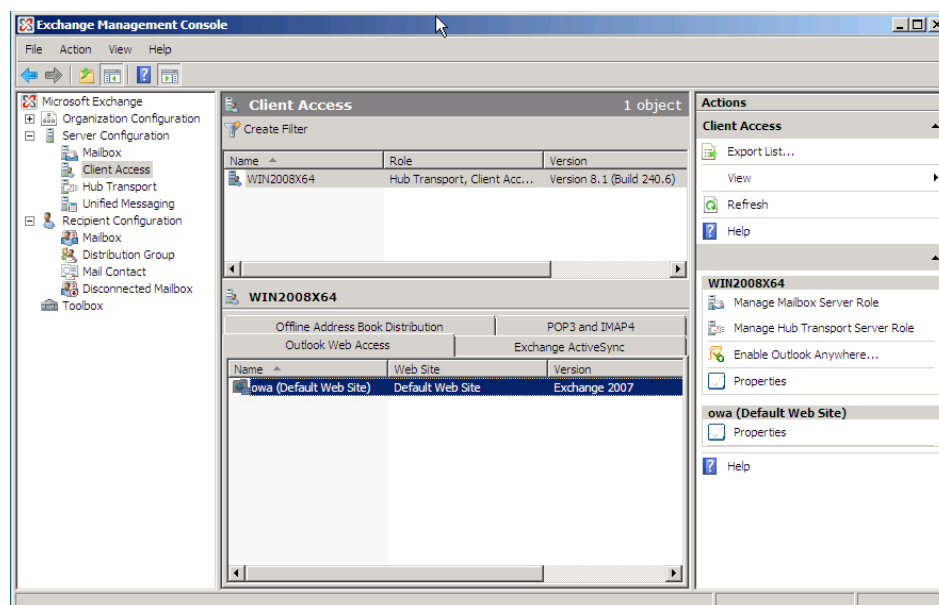 Exchange Management Console
File Action View Help
Microsoft Exchange
Organization Configuration
Server Configuration
Mailbox
Client Access
Hub Transport
Unified Messaging
Recipient Configuration
Mailbox
Distribution Group
Mail Contact
Disconnected Mailbox
Toolbox
Client Access 1 object
Create Filter
Name Role Version
WIN2008X64 Hub Transport, Client Acc... Version 8.1 (Build 240.6)
WIN2008X64
Offline Address Book Distribution POP3 and IMAP4
Outlook Web Access Exchange ActiveSync
Name Web Site Version
owa (Default Web Site) Default Web Site Exchange 2007
Actions
Client Access
Export List...
View
Refresh
Help
WIN2008X64
Manage Mailbox Server Role
Manage Hub Transport Server Role
Enable Outlook Anywhere...
Properties
owa (Default Web Site)
Properties
Help